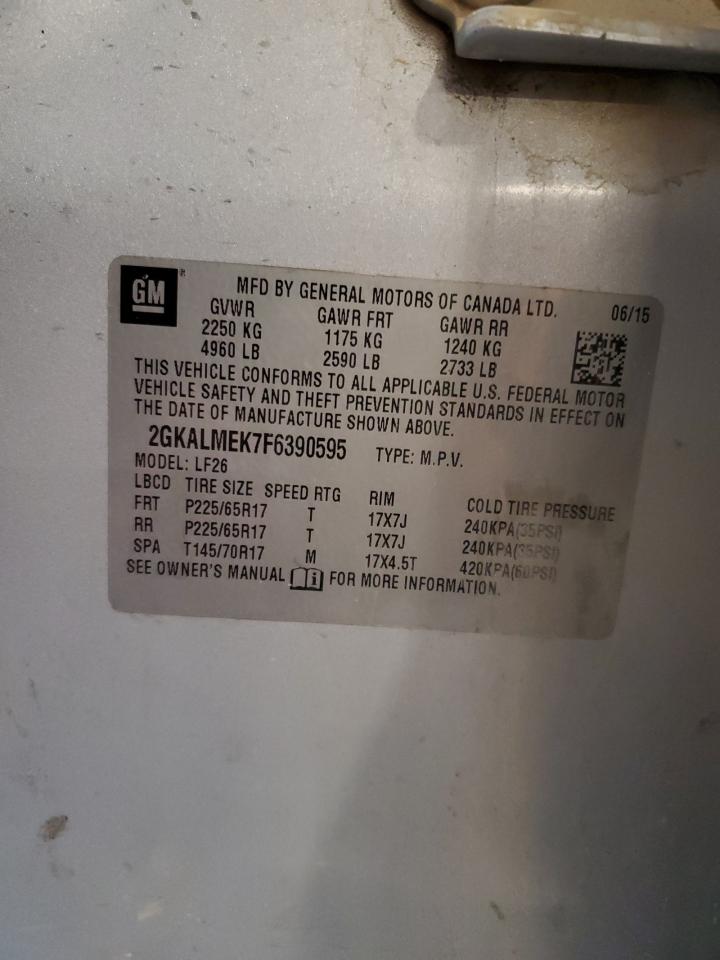 GM
MFD BY GENERAL MOTORS OF CANADA LTD. 06/15
GVWR GAWR FRT GAWR RR
2250 KG 1175 KG 1240 KG
4960 LB 2590 LB 2733 LB
THIS VEHICLE CONFORMS TO ALL APPLICABLE U.S. FEDERAL MOTOR
VEHICLE SAFETY AND THEFT PREVENTION STANDARDS IN EFFECT ON
THE DATE OF MANUFACTURE SHOWN ABOVE.
2GKALMEK7F6390595 TYPE: M.P.V.
MODEL: LF26
LBCD TIRE SIZE SPEED RTG RIM COLD TIRE PRESSURE
FRT P225/65R17 T 17X7J 240KPA(35PSI)
RR P225/65R17 T 17X7J 240KPA(35PSI)
SPA T145/70R17 M 17X4.5T 420KPA(60PSI)
SEE OWNER'S MANUAL i FOR MORE INFORMATION.